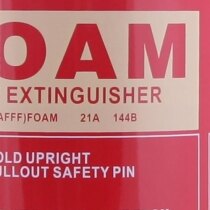 OAM
EXTINGUISHER
AFFF)FOAM 21A 144B
OLD UPRIGHT
ULLOUT SAFETY PIN